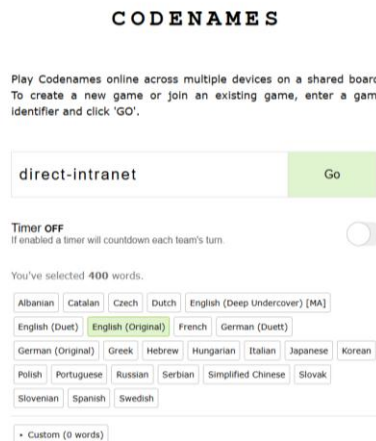 CODENAMES
Play Codenames online across multiple devices on a shared board
To create a new game or join an existing game, enter a gam
identifier and click 'GO'.
direct-intranet
Go
Timer OFF
If enabled a timer will countdown each team's turn.
You've selected 400 words.
Albanian Catalan Czech Dutch English (Deep Undercover) [MA]
English (Duet) English (Original) French German (Duett)
German (Original) Greek Hebrew Hungarian Italian Japanese Korean
Polish Portuguese Russian Serbian Simplified Chinese Slovak
Slovenian Spanish Swedish
• Custom (0 words)